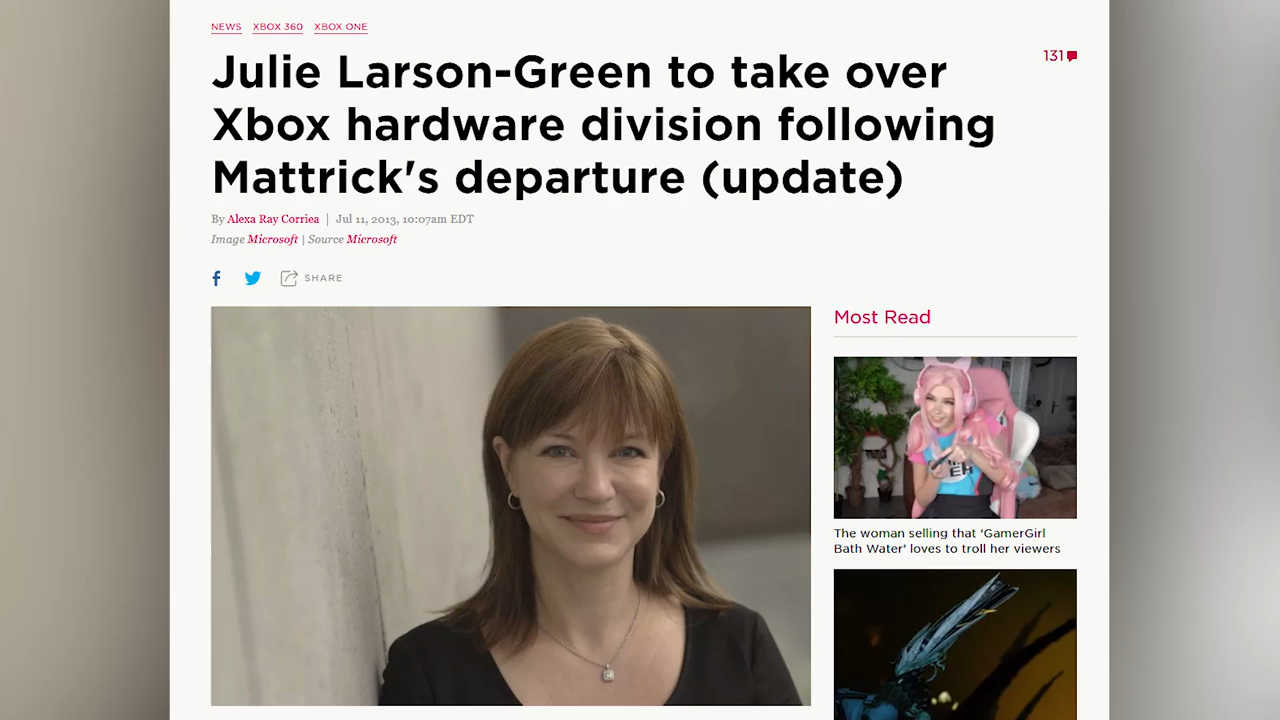 NEWS XBOX 360 XBOX ONE
131
Julie Larson-Green to take over
Xbox hardware division following
Mattrick's departure (update)
By Alexa Ray Corriea | Jul 11, 2013, 10:07am EDT
Image Microsoft | Source Microsoft
SHARE
Most Read
The woman selling that ‘GamerGirl
Bath Water’ loves to troll her viewers